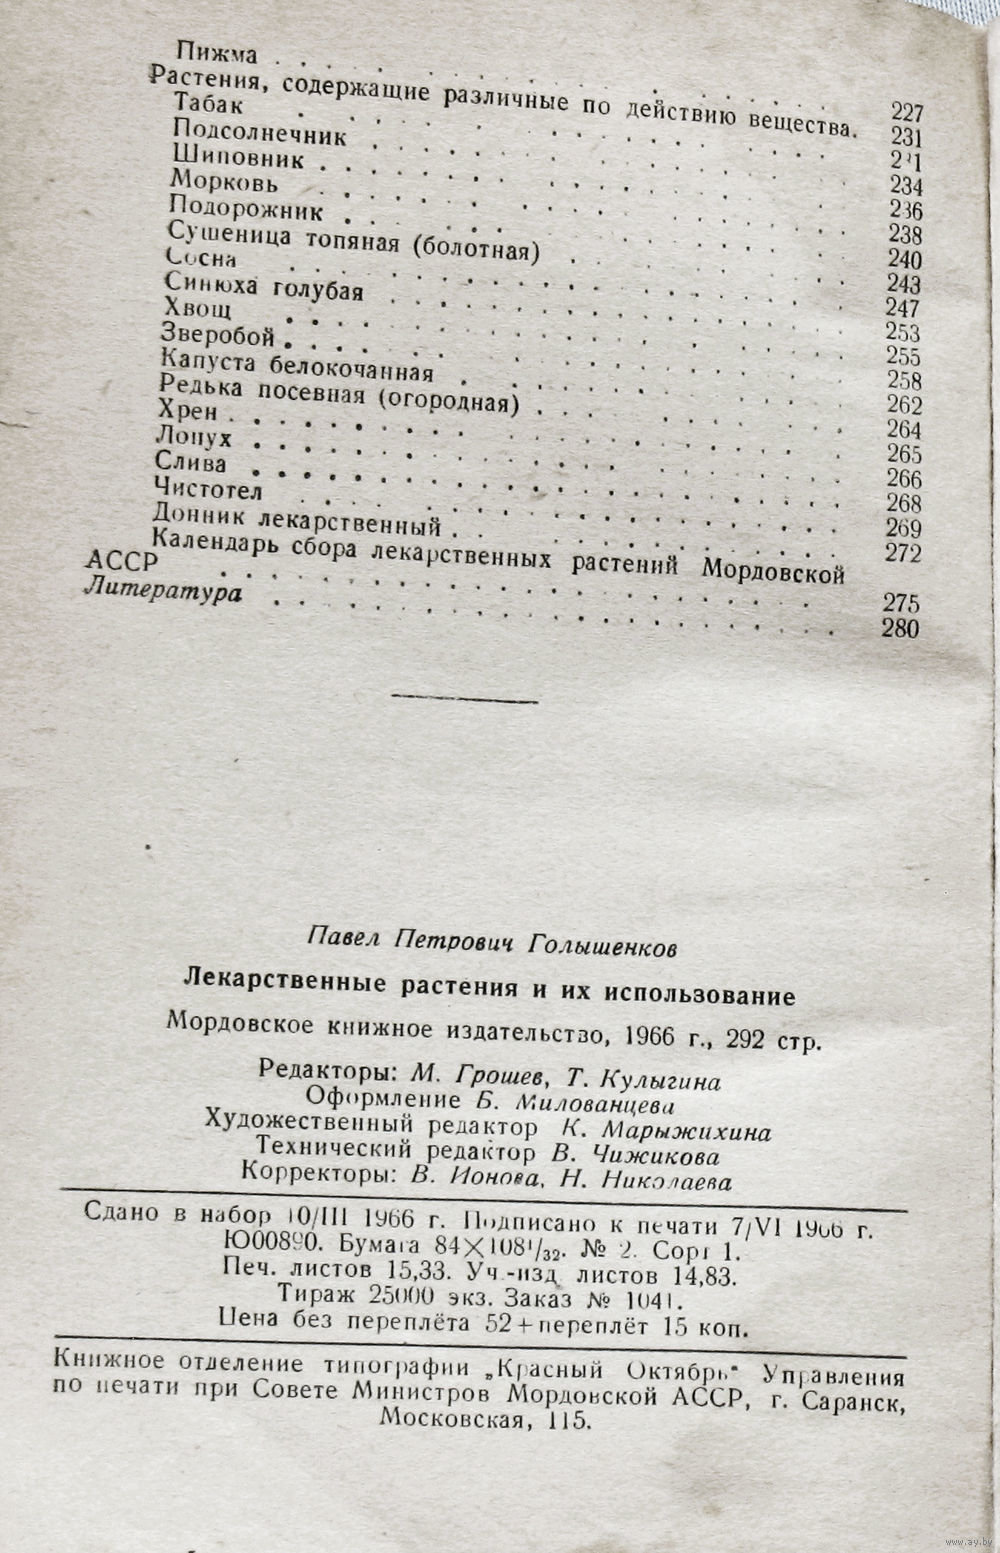 Пижма . . . . . . . . . . . . 227
Растения, содержащие различные по действию вещества. 231
Табак . . . . . . . . . . . . 231
Подсолнечник . . . . . . . . . . 234
Шиповник . . . . . . . . . . . 236
Морковь . . . . . . . . . . . 238
Подорожник . . . . . . . . . . 240
Сушеница топяная (болотная) . . . . . . 243
Сосна . . . . . . . . . . . . 247
Синюха голубая . . . . . . . . . . 253
Хвощ . . . . . . . . . . . . 255
Зверобой . . . . . . . . . . . 258
Капуста белокочанная . . . . . . . . 262
Редька посевная (огородная) . . . . . . 264
Хрен . . . . . . . . . . . . 265
Лопух . . . . . . . . . . . . 266
Слива . . . . . . . . . . . . 268
Чистотел . . . . . . . . . . . 269
Донник лекарственный . . . . . . . . 272
Календарь сбора лекарственных растений Мордовской
АССР . . . . . . . . . . . . 275
Литература . . . . . . . . . . . 280
Павел Петрович Голышенков
Лекарственные растения и их использование
Мордовское книжное издательство, 1966 г., 292 стр.
Редакторы: М. Грошев, Т. Кулыгина
Оформление Б. Милованцева
Художественный редактор К. Марыжихина
Технический редактор В. Чижикова
Корректоры: В. Ионова, Н. Николаева
Сдано в набор 10/III 1966 г. Подписано к печати 7/VI 1966 г.
Ю00890. Бумага 84×108¹/₃₂. № 2. Сорт 1.
Печ. листов 15,33. Уч.-изд. листов 14,83.
Тираж 25000 экз. Заказ № 1041.
Цена без переплёта 52+переплёт 15 коп.
Книжное отделение типографии „Красный Октябрь" Управления
по печати при Совете Министров Мордовской АССР, г. Саранск,
Московская, 115.
www.ay.by